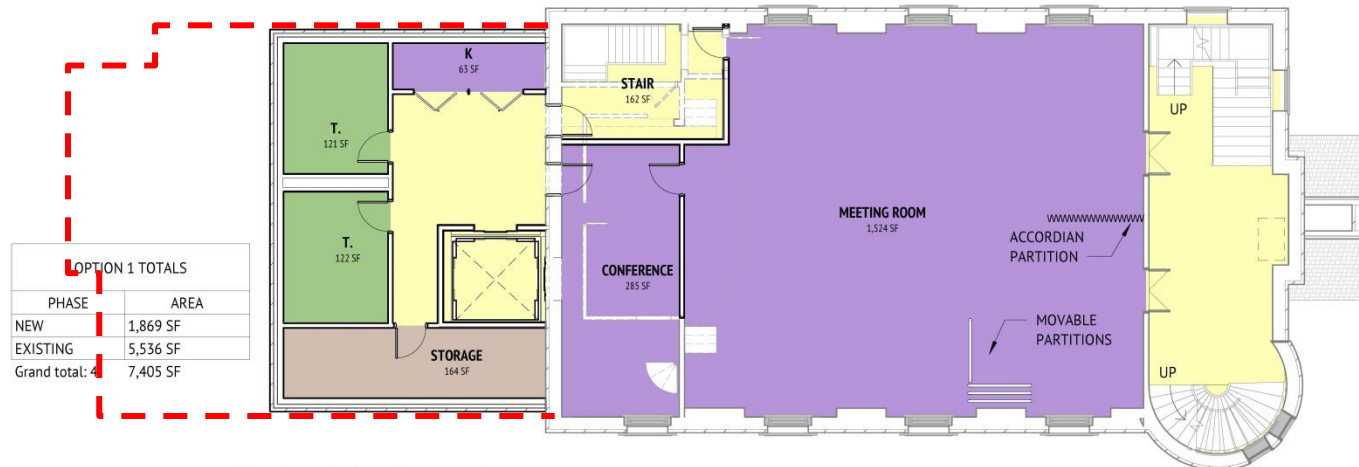 K
63 SF
STAIR
162 SF
T.
121 SF
UP
T.
122 SF
MEETING ROOM
1,524 SF
ACCORDIAN
PARTITION
CONFERENCE
285 SF
MOVABLE
PARTITIONS
STORAGE
164 SF
UP
OPTION 1 TOTALS
PHASE AREA
NEW 1,869 SF
EXISTING 5,536 SF
Grand total: 4 7,405 SF